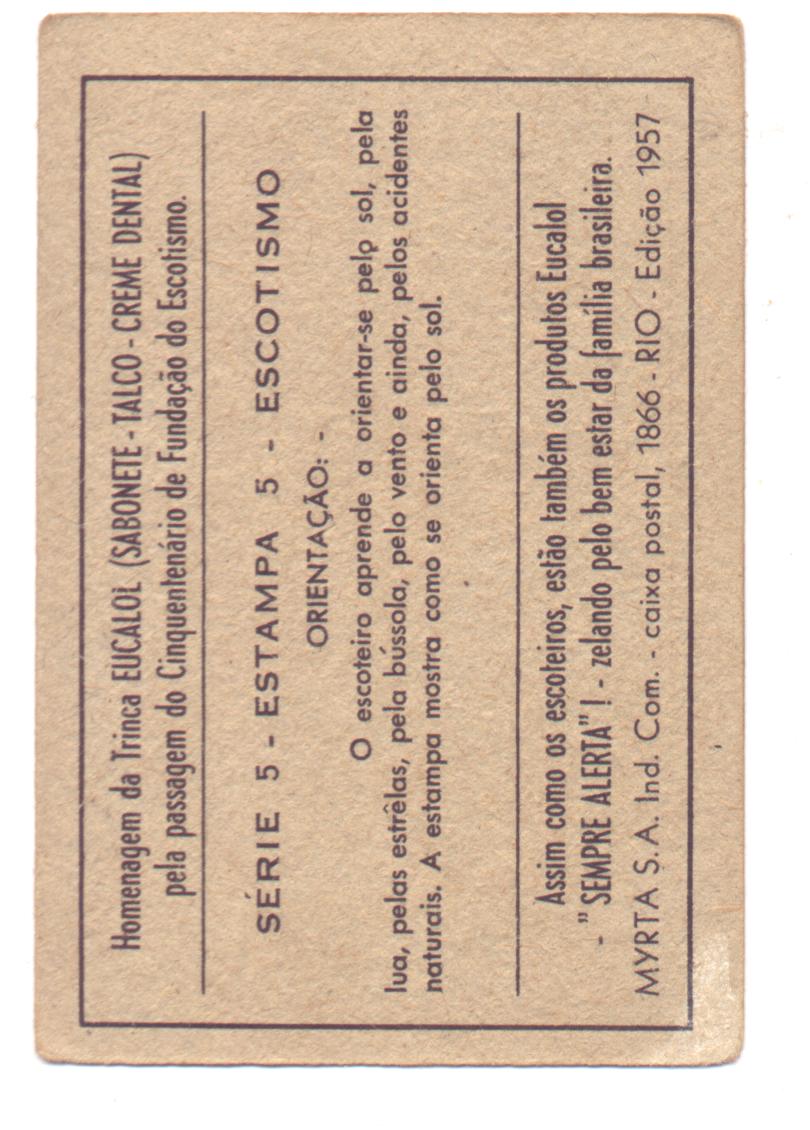 Homenagem da Trinca EUCALOL (SABONETE - TALCO - CREME DENTAL)
pela passagem do Cinquentenário de Fundação do Escotismo.
SÉRIE 5 - ESTAMPA 5 - ESCOTISMO
ORIENTAÇÃO: -
O escoteiro aprende a orientar-se pelo sol, pela
lua, pelas estrêlas, pela bússola, pelo vento e ainda, pelos acidentes
naturais. A estampa mostra como se orienta pelo sol.
Assim como os escoteiros, estão também os produtos Eucalol
- " SEMPRE ALERTA" ! - zelando pelo bem estar da família brasileira.
MYRTA S. A. Ind. Com. - caixa postal, 1866 - RIO - Edição 1957